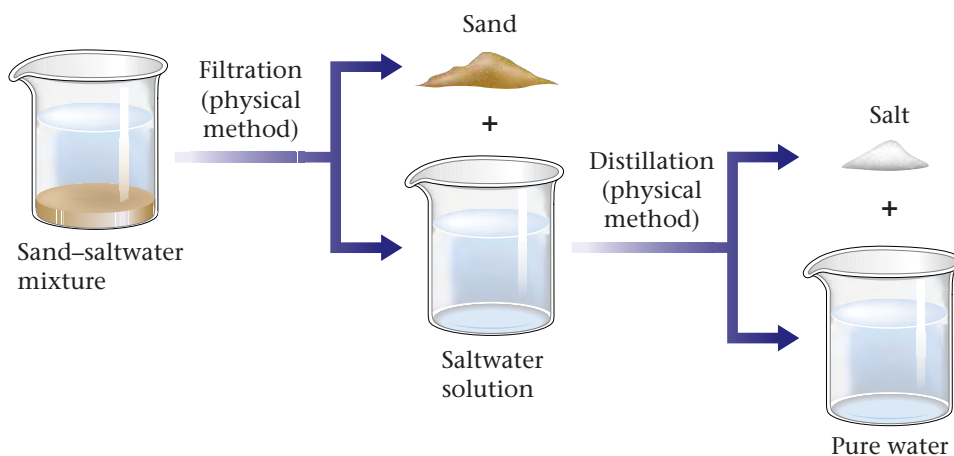 Sand
Filtration
(physical
method)
+
Sand–saltwater
mixture
Saltwater
solution
Distillation
(physical
method)
Salt
+
Pure water